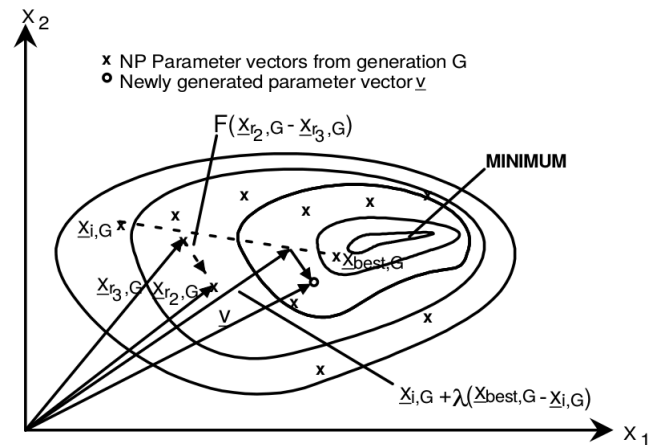 X2
x NP Parameter vectors from generation G
o Newly generated parameter vector v
F(xr2,G - xr3,G)
MINIMUM
xi,G
xbest,G
xr3,G
xr2,G
v
xi,G + λ(xbest,G - xi,G)
X1